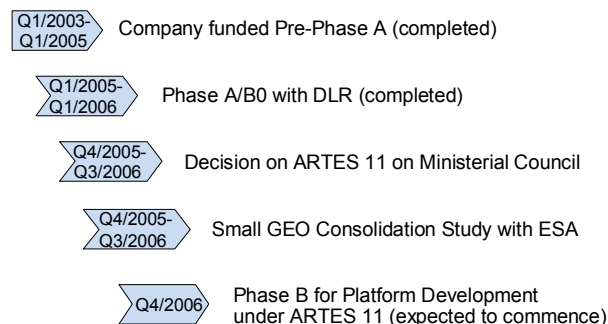 Q1/2003-
Q1/2005
Company funded Pre-Phase A (completed)
Q1/2005-
Q1/2006
Phase A/B0 with DLR (completed)
Q4/2005-
Q3/2006
Decision on ARTES 11 on Ministerial Council
Q4/2005-
Q3/2006
Small GEO Consolidation Study with ESA
Q4/2006
Phase B for Platform Development
under ARTES 11 (expected to commence)